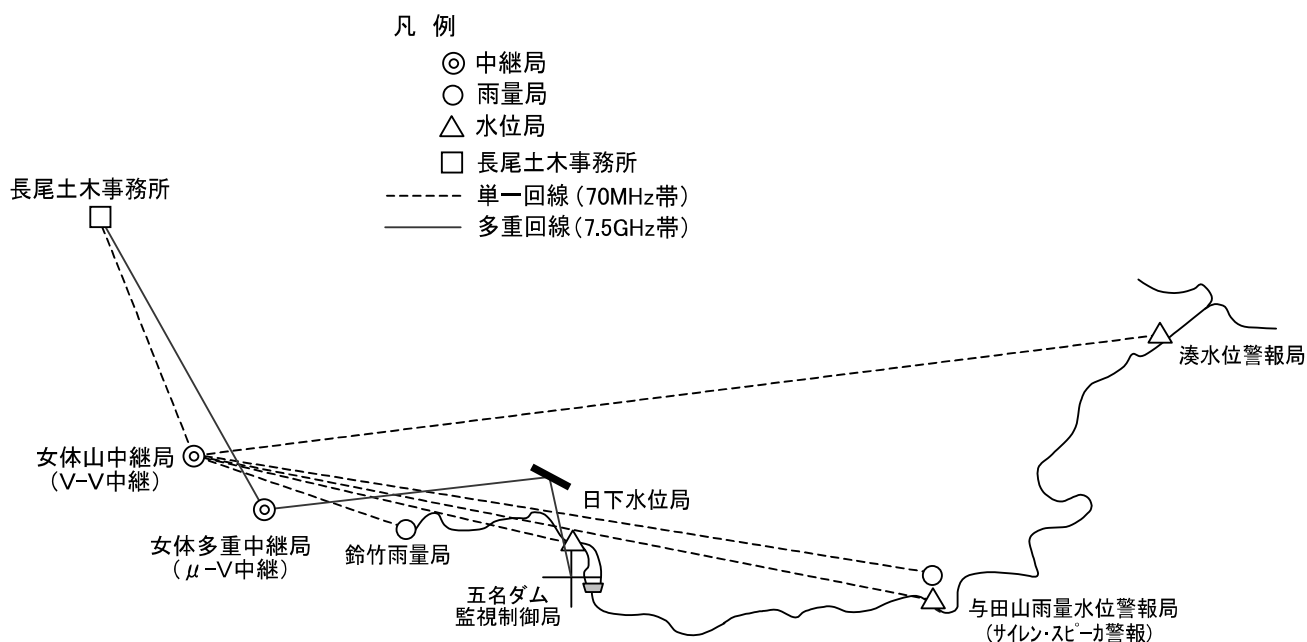 凡 例
中継局
雨量局
水位局
長尾土木事務所
単一回線(70MHz帯)
多重回線(7.5GHz帯)
長尾土木事務所
湊水位警報局
女体山中継局
(V-V中継)
日下水位局
女体多重中継局
(μ-V中継)
鈴竹雨量局
五名ダム
監視制御局
与田山雨量水位警報局
(サイレン・スピーカ警報)